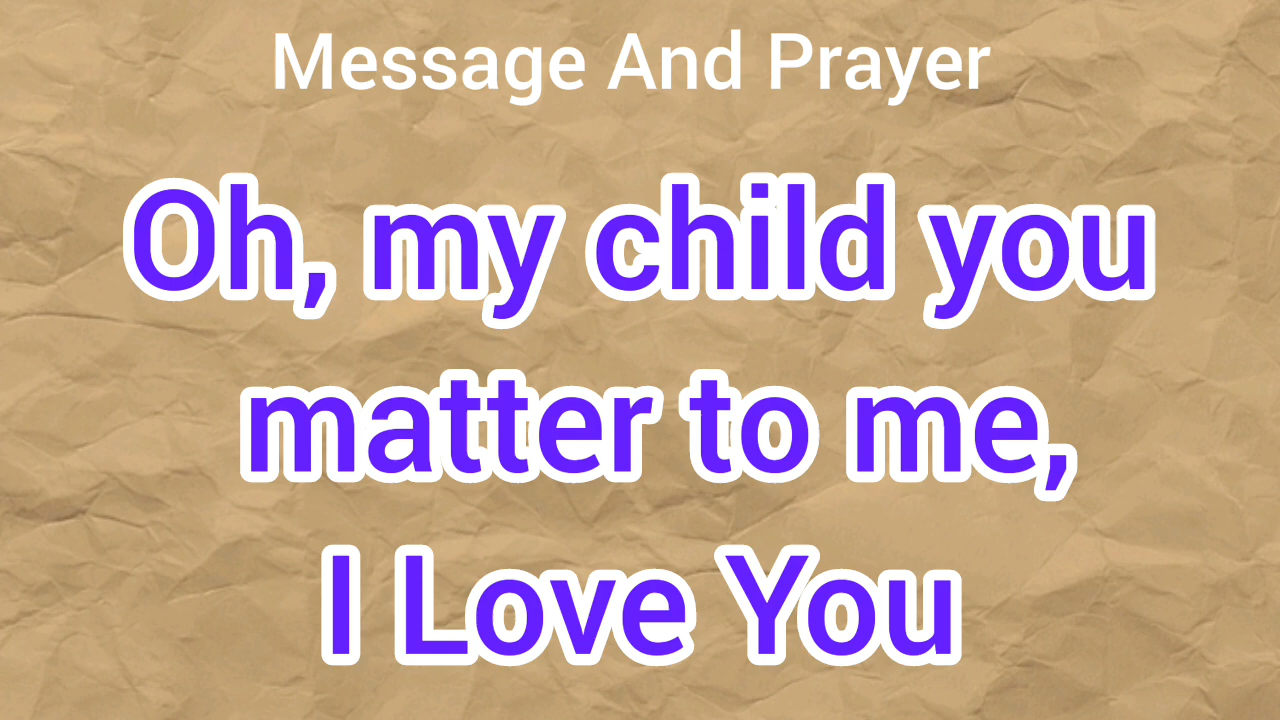 Message And Prayer
Oh, my child you
matter to me,
I Love You